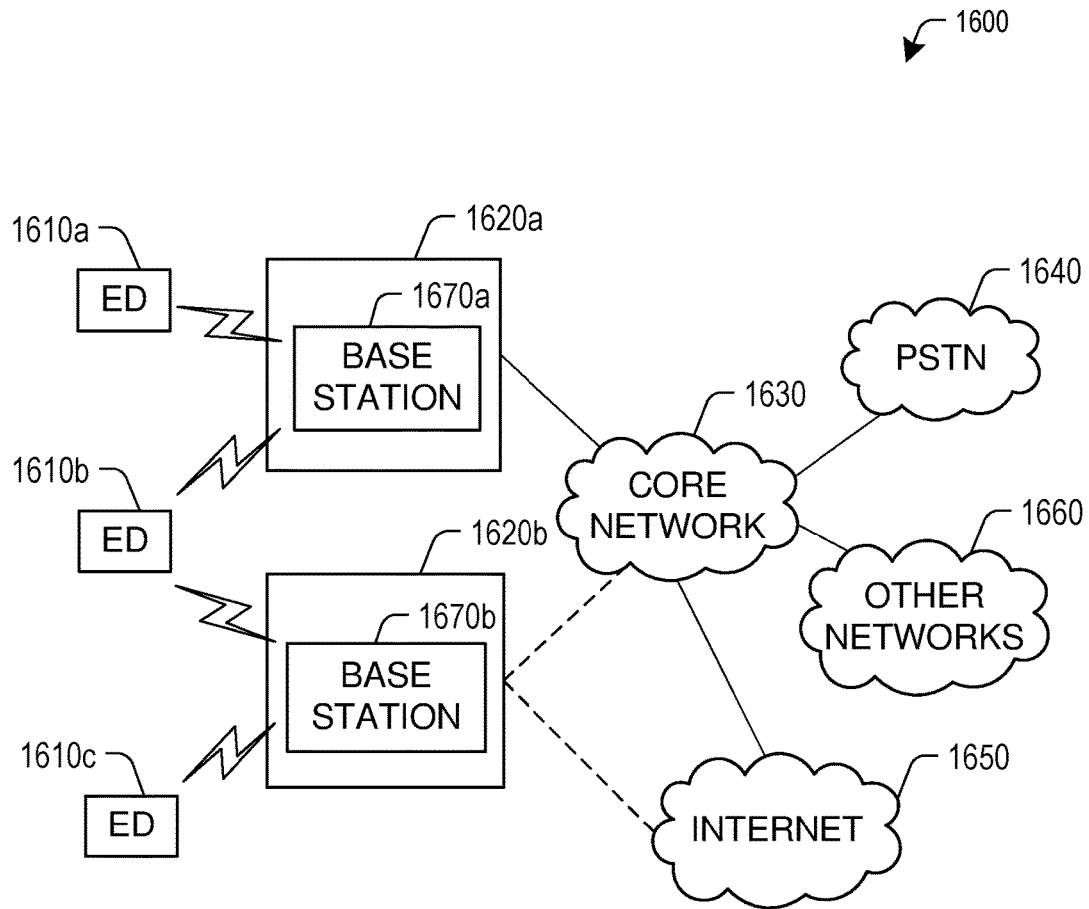 1600
1610a
ED
1620a
1670a
BASE
STATION
1640
PSTN
1630
CORE
NETWORK
1610b
ED
1660
OTHER
NETWORKS
1620b
1670b
BASE
STATION
1610c
ED
1650
INTERNET